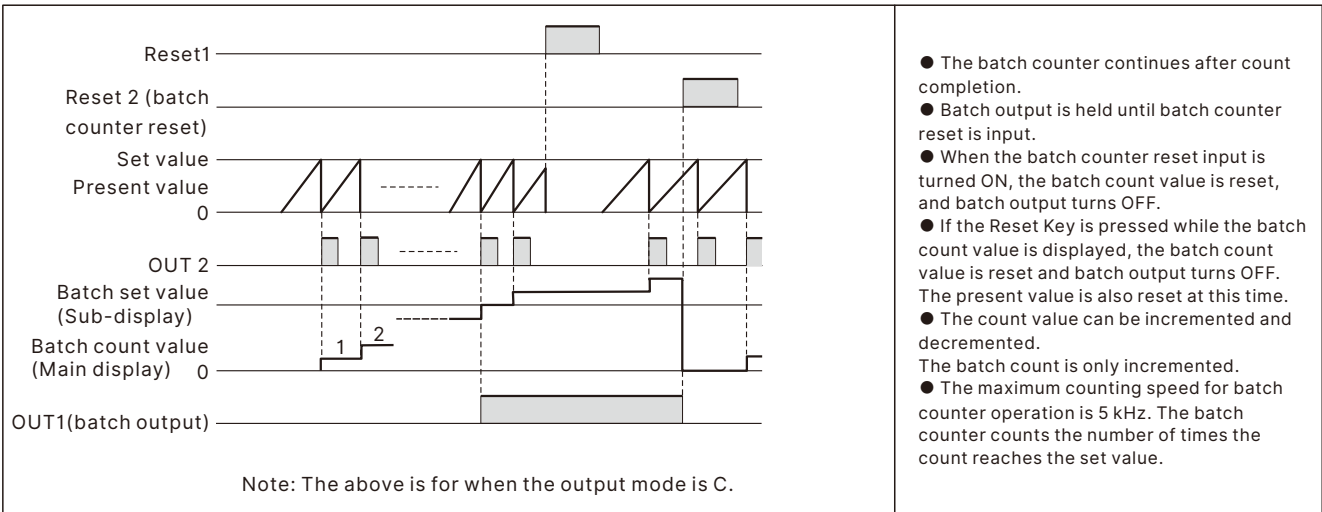 Reset1
Reset 2 (batch
counter reset)
Set value
Present value
0
OUT 2
Batch set value
(Sub-display)
1
2
Batch count value
(Main display) 0
OUT1(batch output)
Note: The above is for when the output mode is C.
● The batch counter continues after count
completion.
● Batch output is held until batch counter
reset is input.
● When the batch counter reset input is
turned ON, the batch count value is reset,
and batch output turns OFF.
● If the Reset Key is pressed while the batch
count value is displayed, the batch count
value is reset and batch output turns OFF.
The present value is also reset at this time.
● The count value can be incremented and
decremented.
The batch count is only incremented.
● The maximum counting speed for batch
counter operation is 5 kHz. The batch
counter counts the number of times the
count reaches the set value.